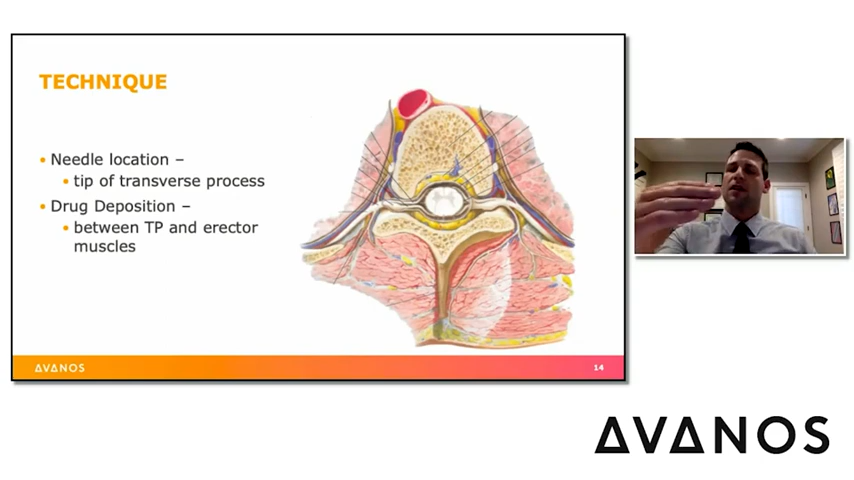 TECHNIQUE
• Needle location –
• tip of transverse process
• Drug Deposition –
• between TP and erector
muscles
AVANOS
14
AVANOS